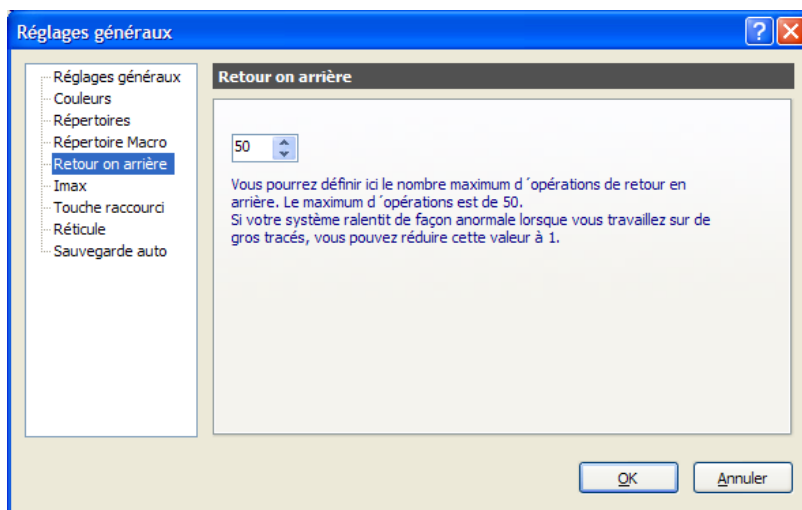 Réglages généraux
Réglages généraux
Couleurs
Répertoires
Répertoire Macro
Retour on arrière
Imax
Touche raccourci
Réticule
Sauvegarde auto
Retour on arrière
50
Vous pourrez définir ici le nombre maximum d´opérations de retour en
arrière. Le maximum d´opérations est de 50.
Si votre système ralentit de façon anormale lorsque vous travaillez sur de
gros tracés, vous pouvez réduire cette valeur à 1.
OK
Annuler